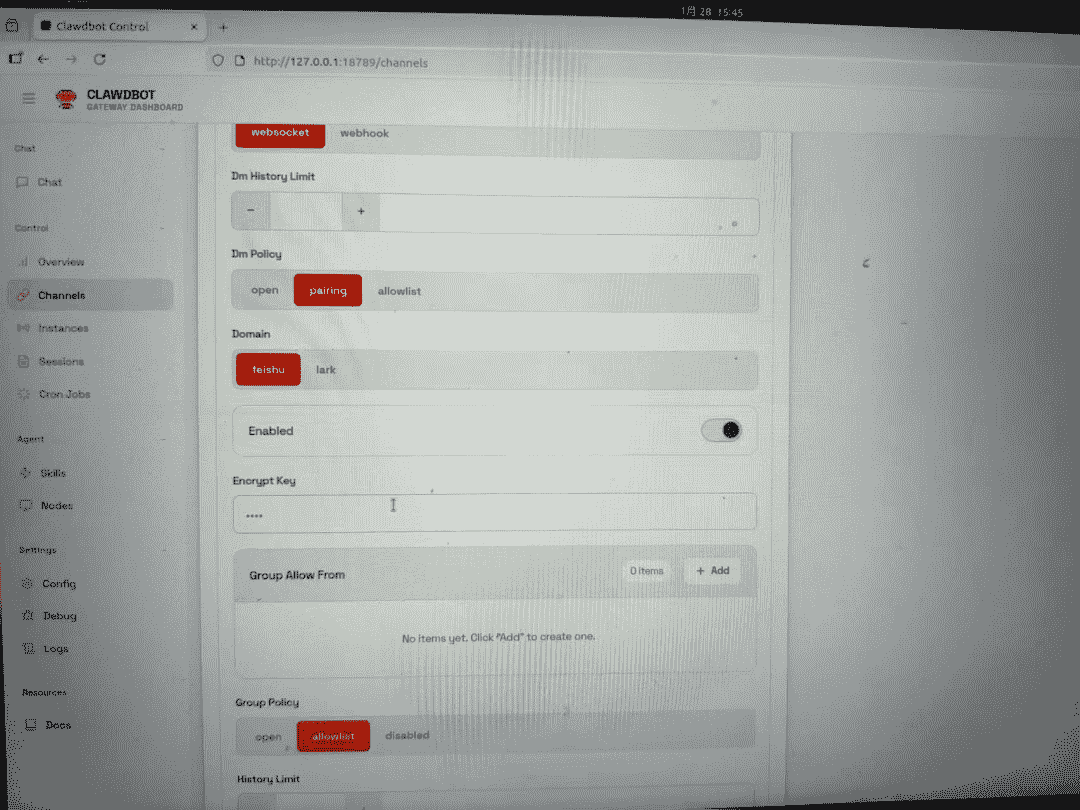 1月 28 15:45
Clawdbot Control × +
http://127.0.0.1:18789/channels
CLAWDBOT
GATEWAY DASHBOARD
Chat −
Chat
Control −
Overview
Channels
Instances
Sessions
Cron Jobs
Agent −
Skills
Nodes
Settings −
Config
Debug
Logs
Resources
Docs
websocket webhook
Dm History Limit
− +
Dm Policy
open pairing allowlist
Domain
feishu lark
Enabled
Encrypt Key
••••
Group Allow From 0 items + Add
No items yet. Click "Add" to create one.
Group Policy
open allowlist disabled
History Limit